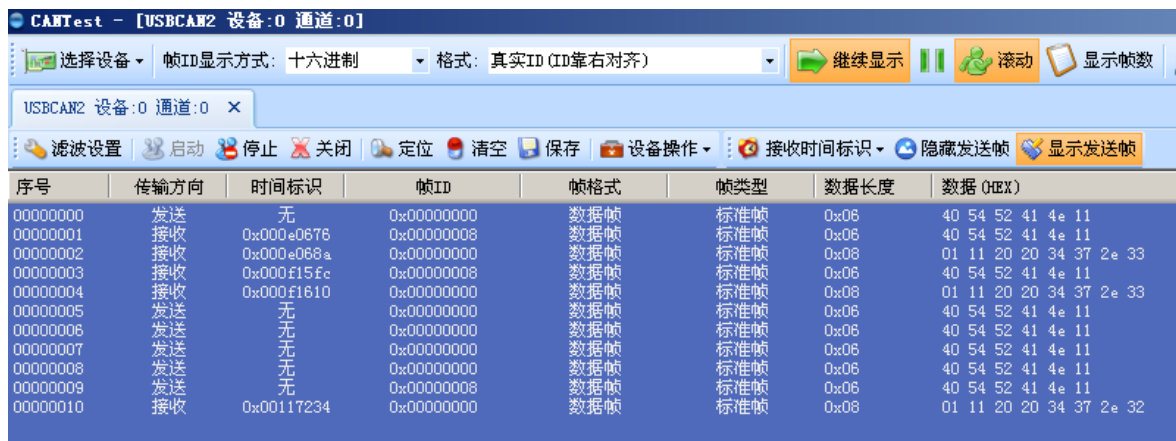 CANTest - [USBCAN2 设备:0 通道:0]
选择设备 帧ID显示方式: 十六进制 格式: 真实ID(ID靠右对齐) 继续显示 滚动 显示帧数
USBCAN2 设备:0 通道:0 ×
滤波设置 启动 停止 关闭 定位 清空 保存 设备操作 接收时间标识 隐藏发送帧 显示发送帧
序号 传输方向 时间标识 帧ID 帧格式 帧类型 数据长度 数据(HEX)
00000000 发送 无 0x00000000 数据帧 标准帧 0x06 40 54 52 41 4e 11
00000001 接收 0x000e0676 0x00000008 数据帧 标准帧 0x06 40 54 52 41 4e 11
00000002 接收 0x000e068a 0x00000000 数据帧 标准帧 0x08 01 11 20 20 34 37 2e 33
00000003 接收 0x000f15fc 0x00000008 数据帧 标准帧 0x06 40 54 52 41 4e 11
00000004 接收 0x000f1610 0x00000000 数据帧 标准帧 0x08 01 11 20 20 34 37 2e 33
00000005 发送 无 0x00000000 数据帧 标准帧 0x06 40 54 52 41 4e 11
00000006 发送 无 0x00000000 数据帧 标准帧 0x06 40 54 52 41 4e 11
00000007 发送 无 0x00000000 数据帧 标准帧 0x06 40 54 52 41 4e 11
00000008 发送 无 0x00000000 数据帧 标准帧 0x06 40 54 52 41 4e 11
00000009 发送 无 0x00000008 数据帧 标准帧 0x06 40 54 52 41 4e 11
00000010 接收 0x00117234 0x00000000 数据帧 标准帧 0x08 01 11 20 20 34 37 2e 32